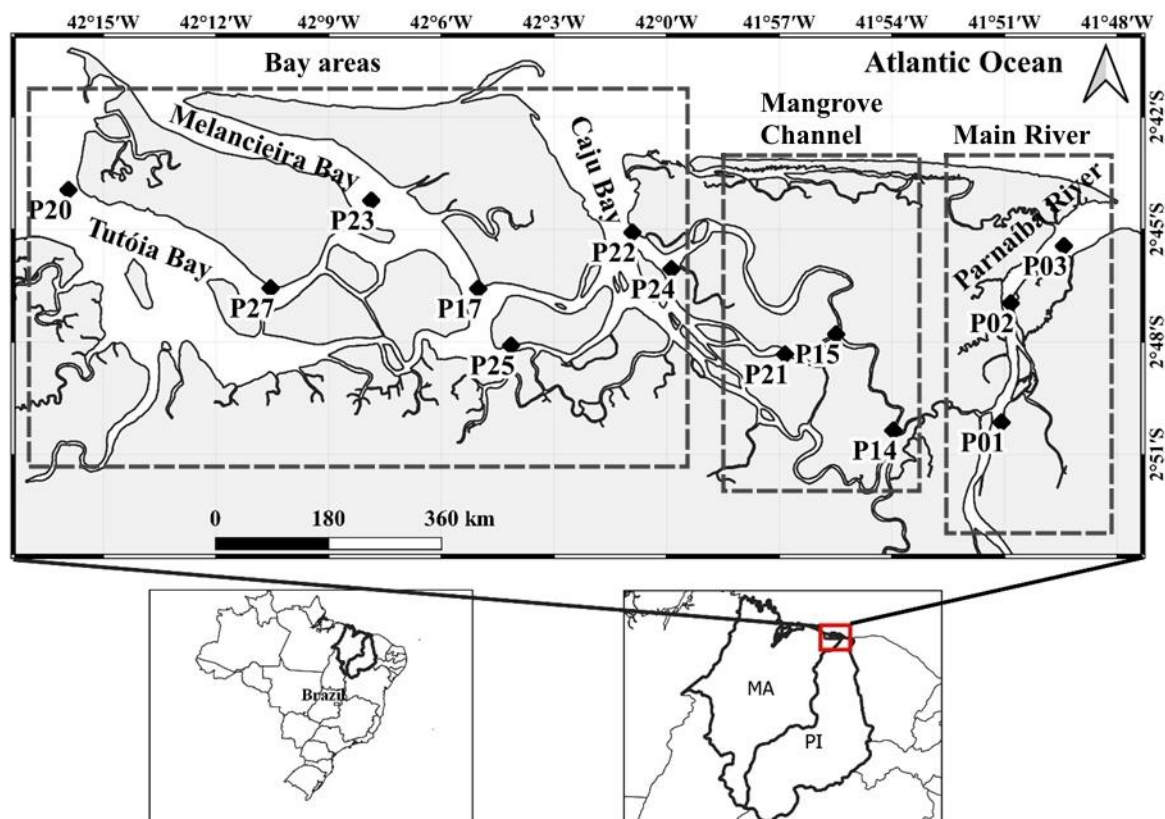 42°15'W 42°12'W 42°9'W 42°6'W 42°3'W 42°0'W 41°57'W 41°54'W 41°51'W 41°48'W
Bay areas
Atlantic Ocean
Mangrove
Channel
Main River
2°42'S
Melancieira Bay
Caju Bay
Parnaíba River
P20
P23
2°45'S
Tutóia Bay
P22
P03
P27
P17
P24
P02
P25
P21
P15
2°48'S
P14
P01
2°51'S
0 180 360 km
Brazil
MA
PI